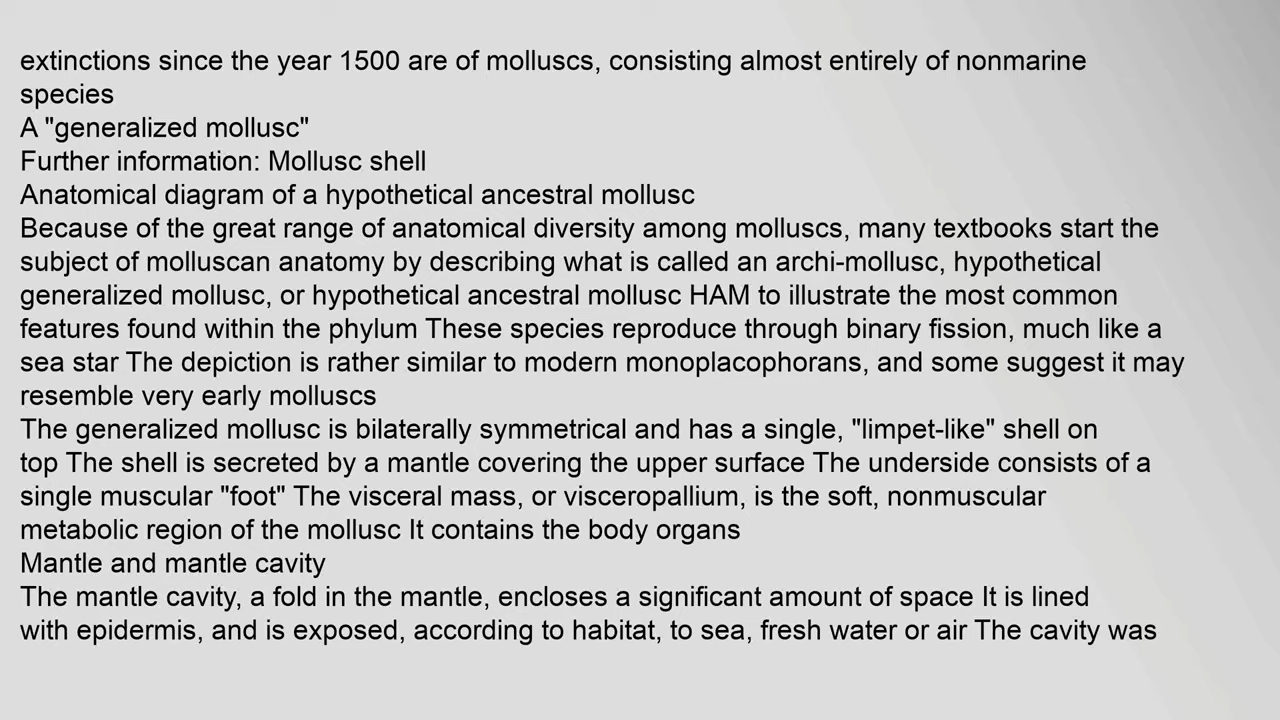 extinctions since the year 1500 are of molluscs, consisting almost entirely of nonmarine
species
A "generalized mollusc"
Further information: Mollusc shell
Anatomical diagram of a hypothetical ancestral mollusc
Because of the great range of anatomical diversity among molluscs, many textbooks start the
subject of molluscan anatomy by describing what is called an archi-mollusc, hypothetical
generalized mollusc, or hypothetical ancestral mollusc HAM to illustrate the most common
features found within the phylum These species reproduce through binary fission, much like a
sea star The depiction is rather similar to modern monoplacophorans, and some suggest it may
resemble very early molluscs
The generalized mollusc is bilaterally symmetrical and has a single, "limpet-like" shell on
top The shell is secreted by a mantle covering the upper surface The underside consists of a
single muscular "foot" The visceral mass, or visceropallium, is the soft, nonmuscular
metabolic region of the mollusc It contains the body organs
Mantle and mantle cavity
The mantle cavity, a fold in the mantle, encloses a significant amount of space It is lined
with epidermis, and is exposed, according to habitat, to sea, fresh water or air The cavity was